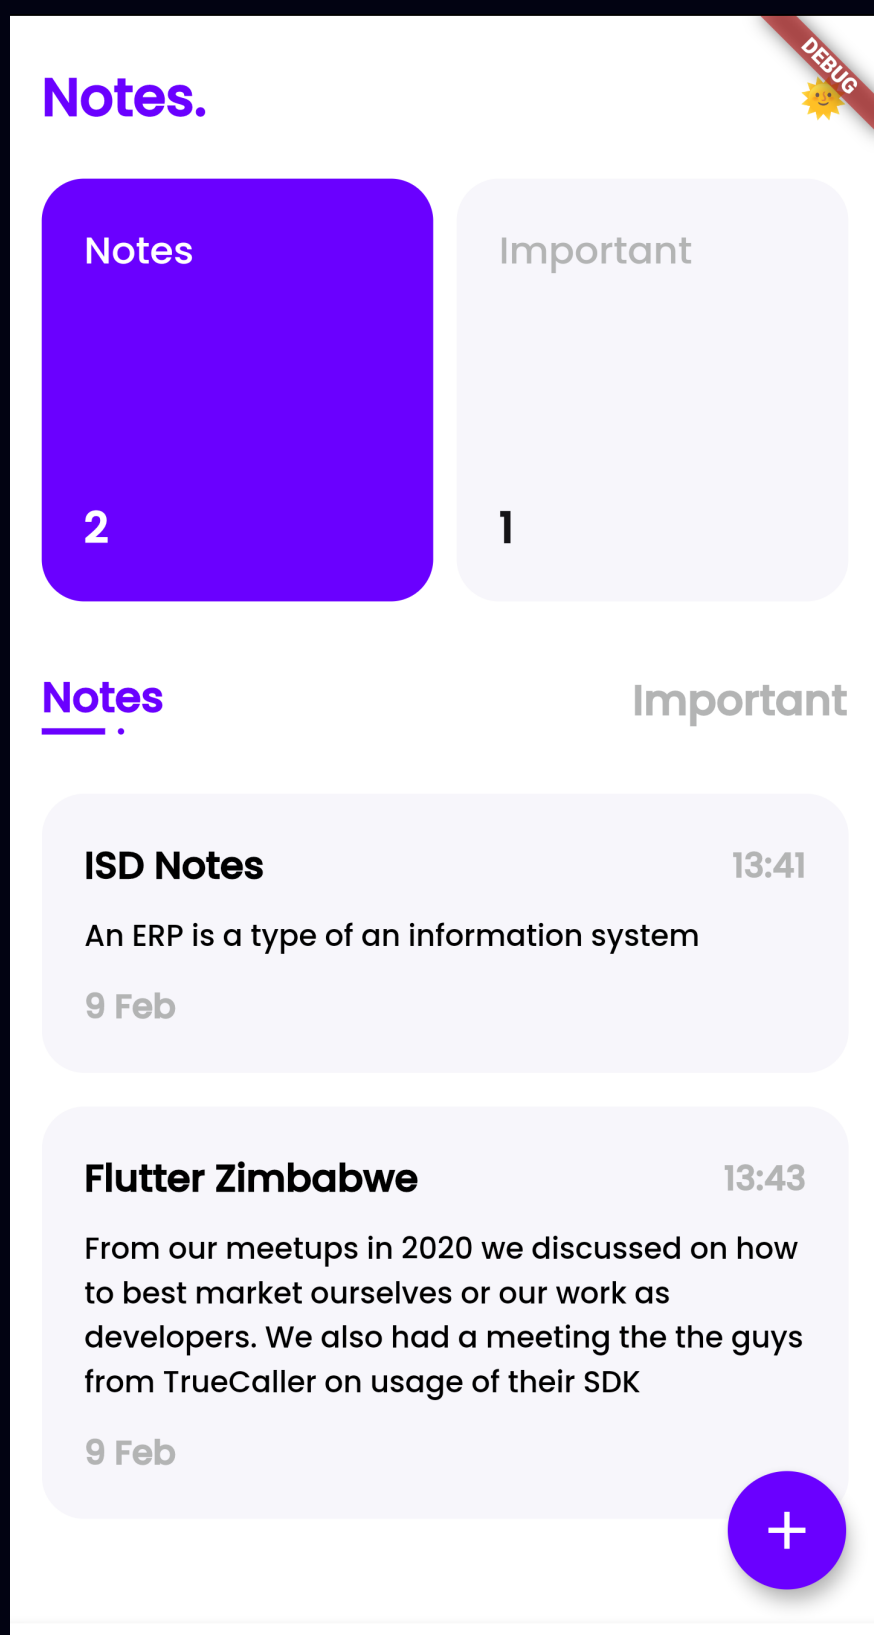 DEBUG
Notes.
Notes
Important
2
1
Notes
Important
ISD Notes
13:41
An ERP is a type of an information system
9 Feb
Flutter Zimbabwe
13:43
From our meetups in 2020 we discussed on how
to best market ourselves or our work as
developers. We also had a meeting the the guys
from TrueCaller on usage of their SDK
9 Feb
+